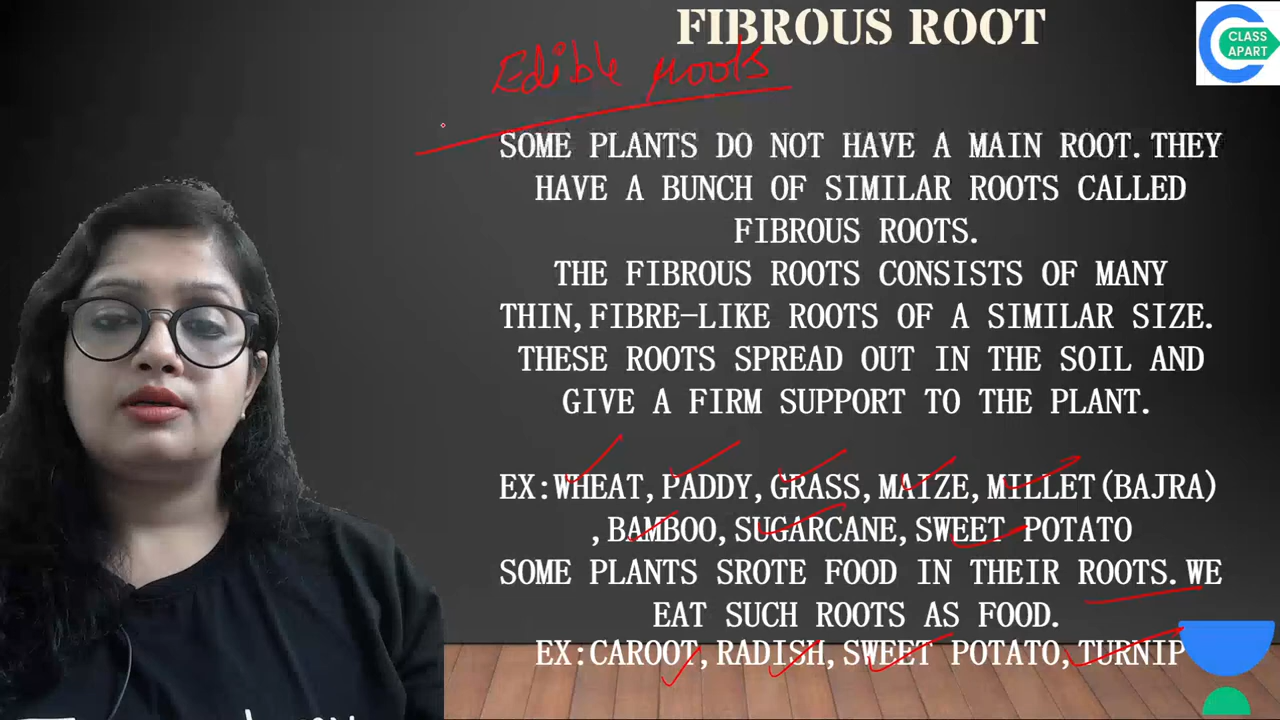 FIBROUS ROOT
CLASS
APART
Edible roots
SOME PLANTS DO NOT HAVE A MAIN ROOT.THEY
HAVE A BUNCH OF SIMILAR ROOTS CALLED
FIBROUS ROOTS.
THE FIBROUS ROOTS CONSISTS OF MANY
THIN,FIBRE-LIKE ROOTS OF A SIMILAR SIZE.
THESE ROOTS SPREAD OUT IN THE SOIL AND
GIVE A FIRM SUPPORT TO THE PLANT.
EX:WHEAT,PADDY,GRASS,MAIZE,MILLET(BAJRA)
,BAMBOO,SUGARCANE,SWEET POTATO
SOME PLANTS SROTE FOOD IN THEIR ROOTS.WE
EAT SUCH ROOTS AS FOOD.
EX:CAROOT,RADISH,SWEET POTATO,TURNIP